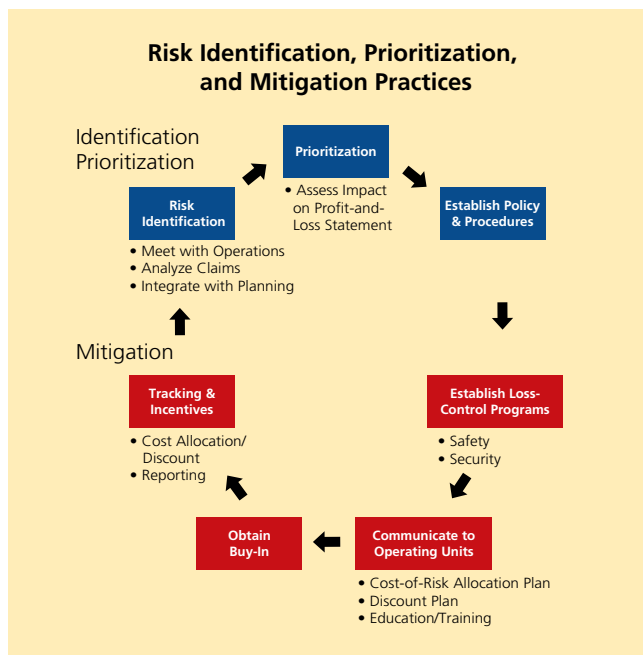 Risk Identification, Prioritization,
and Mitigation Practices
Identification
Prioritization
Prioritization
• Assess Impact
on Profit-and-
Loss Statement
Risk
Identification
• Meet with Operations
• Analyze Claims
• Integrate with Planning
Establish Policy
& Procedures
Mitigation
Tracking &
Incentives
• Cost Allocation/
Discount
• Reporting
Establish Loss-
Control Programs
• Safety
• Security
Obtain
Buy-In
Communicate to
Operating Units
• Cost-of-Risk Allocation Plan
• Discount Plan
• Education/Training